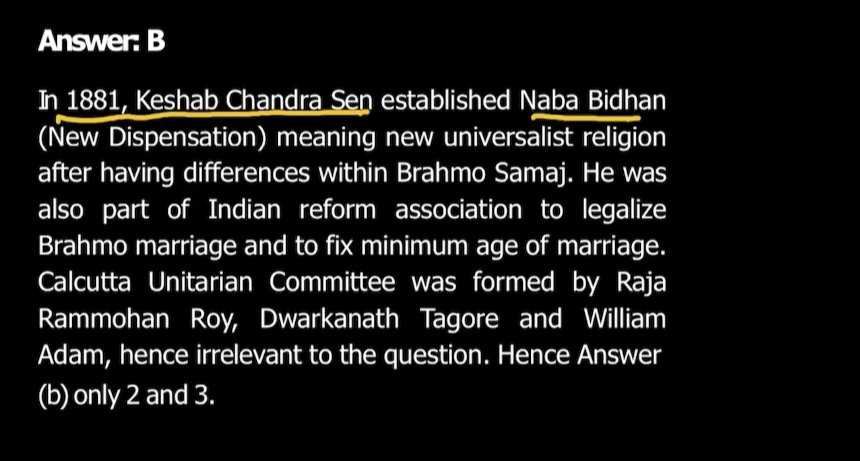 Answer: B
In 1881, Keshab Chandra Sen established Naba Bidhan
(New Dispensation) meaning new universalist religion
after having differences within Brahmo Samaj. He was
also part of Indian reform association to legalize
Brahmo marriage and to fix minimum age of marriage.
Calcutta Unitarian Committee was formed by Raja
Rammohan Roy, Dwarkanath Tagore and William
Adam, hence irrelevant to the question. Hence Answer
(b) only 2 and 3.